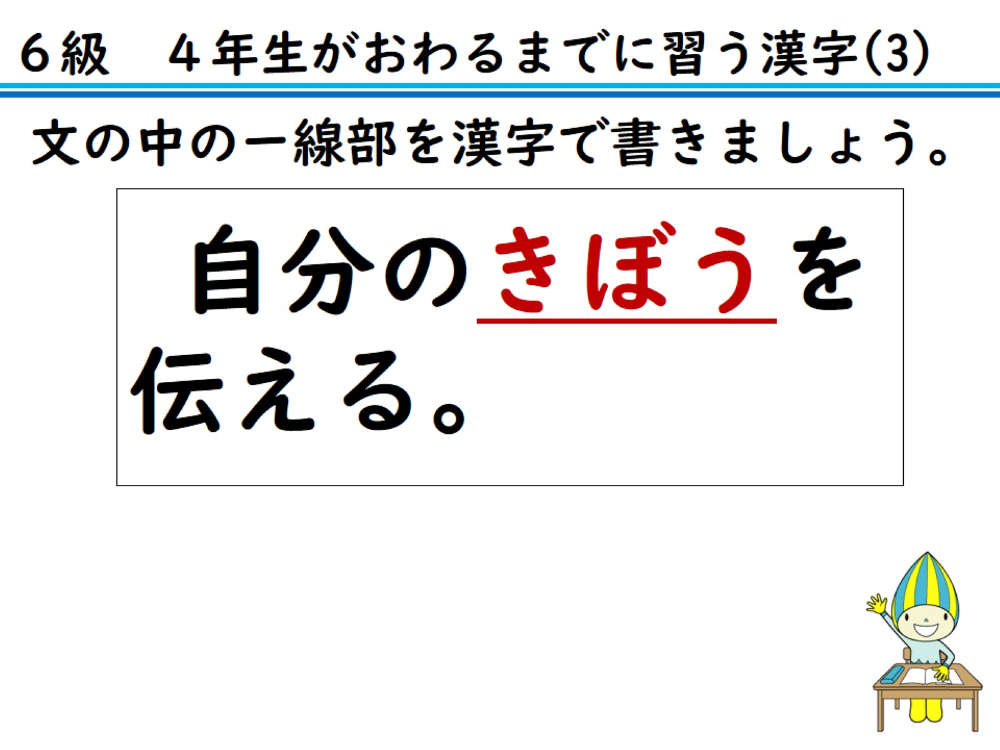 ６級　４年生がおわるまでに習う漢字(3)
文の中の―線部を漢字で書きましょう。
自分のきぼうを
伝える。